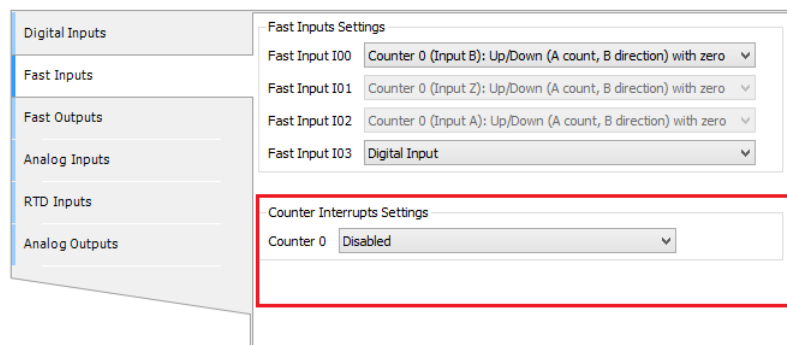 Digital Inputs
Fast Inputs
Fast Outputs
Analog Inputs
RTD Inputs
Analog Outputs
Fast Inputs Settings
Fast Input I00 Counter 0 (Input B): Up/Down (A count, B direction) with zero
Fast Input I01 Counter 0 (Input Z): Up/Down (A count, B direction) with zero
Fast Input I02 Counter 0 (Input A): Up/Down (A count, B direction) with zero
Fast Input I03 Digital Input
Counter Interrupts Settings
Counter 0 Disabled